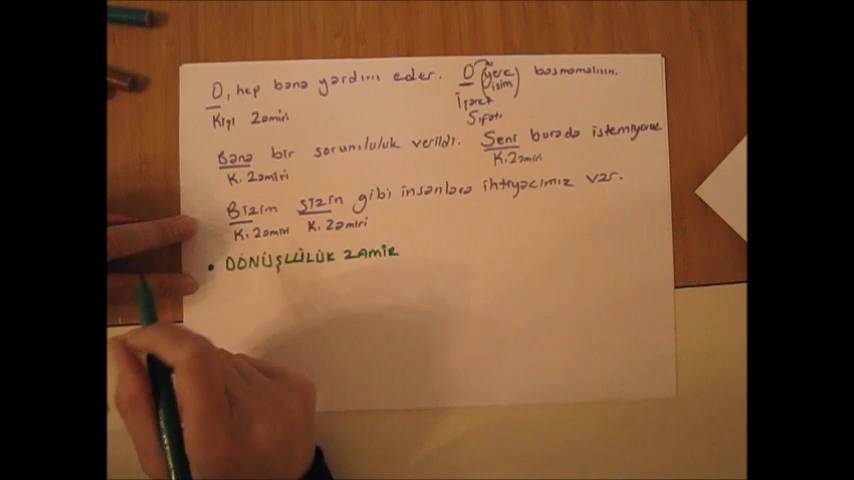 O, hep bana yardım eder. O (yere basmamalısın.
Kişi Zamiri isim)
İşaret
Sıfatı
Bana bir sorumluluk verildi. Seni burada istemiyoruz
K. Zamiri K. Zamiri
Bizim sizin gibi insanlara ihtiyacımız var.
K. Zamiri K. Zamiri
• DÖNÜŞLÜLÜK ZAMİR